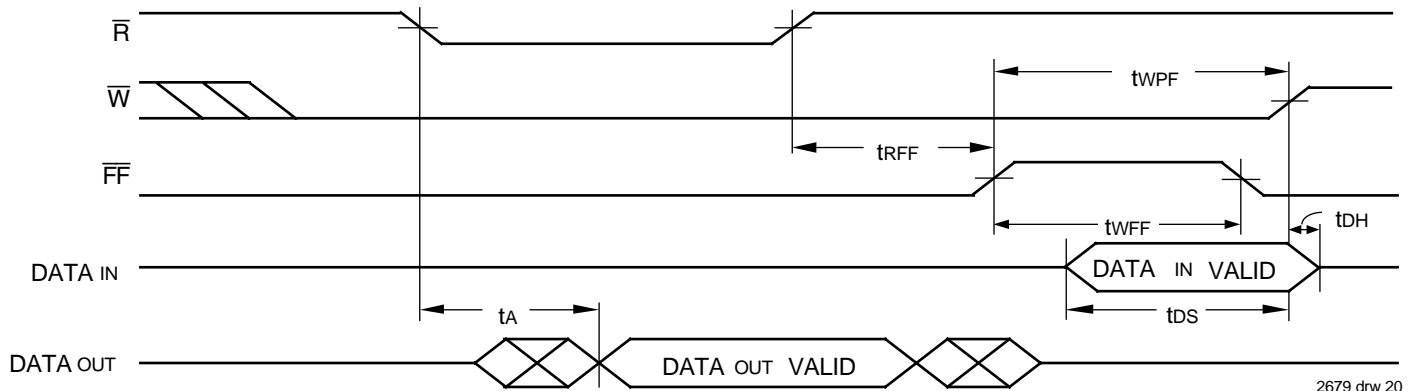 R
tWPF
W
tRFF
FF
tWFF
tDH
DATA IN
DATA IN VALID
tA
tDS
DATA OUT
DATA OUT VALID
2679 drw 20